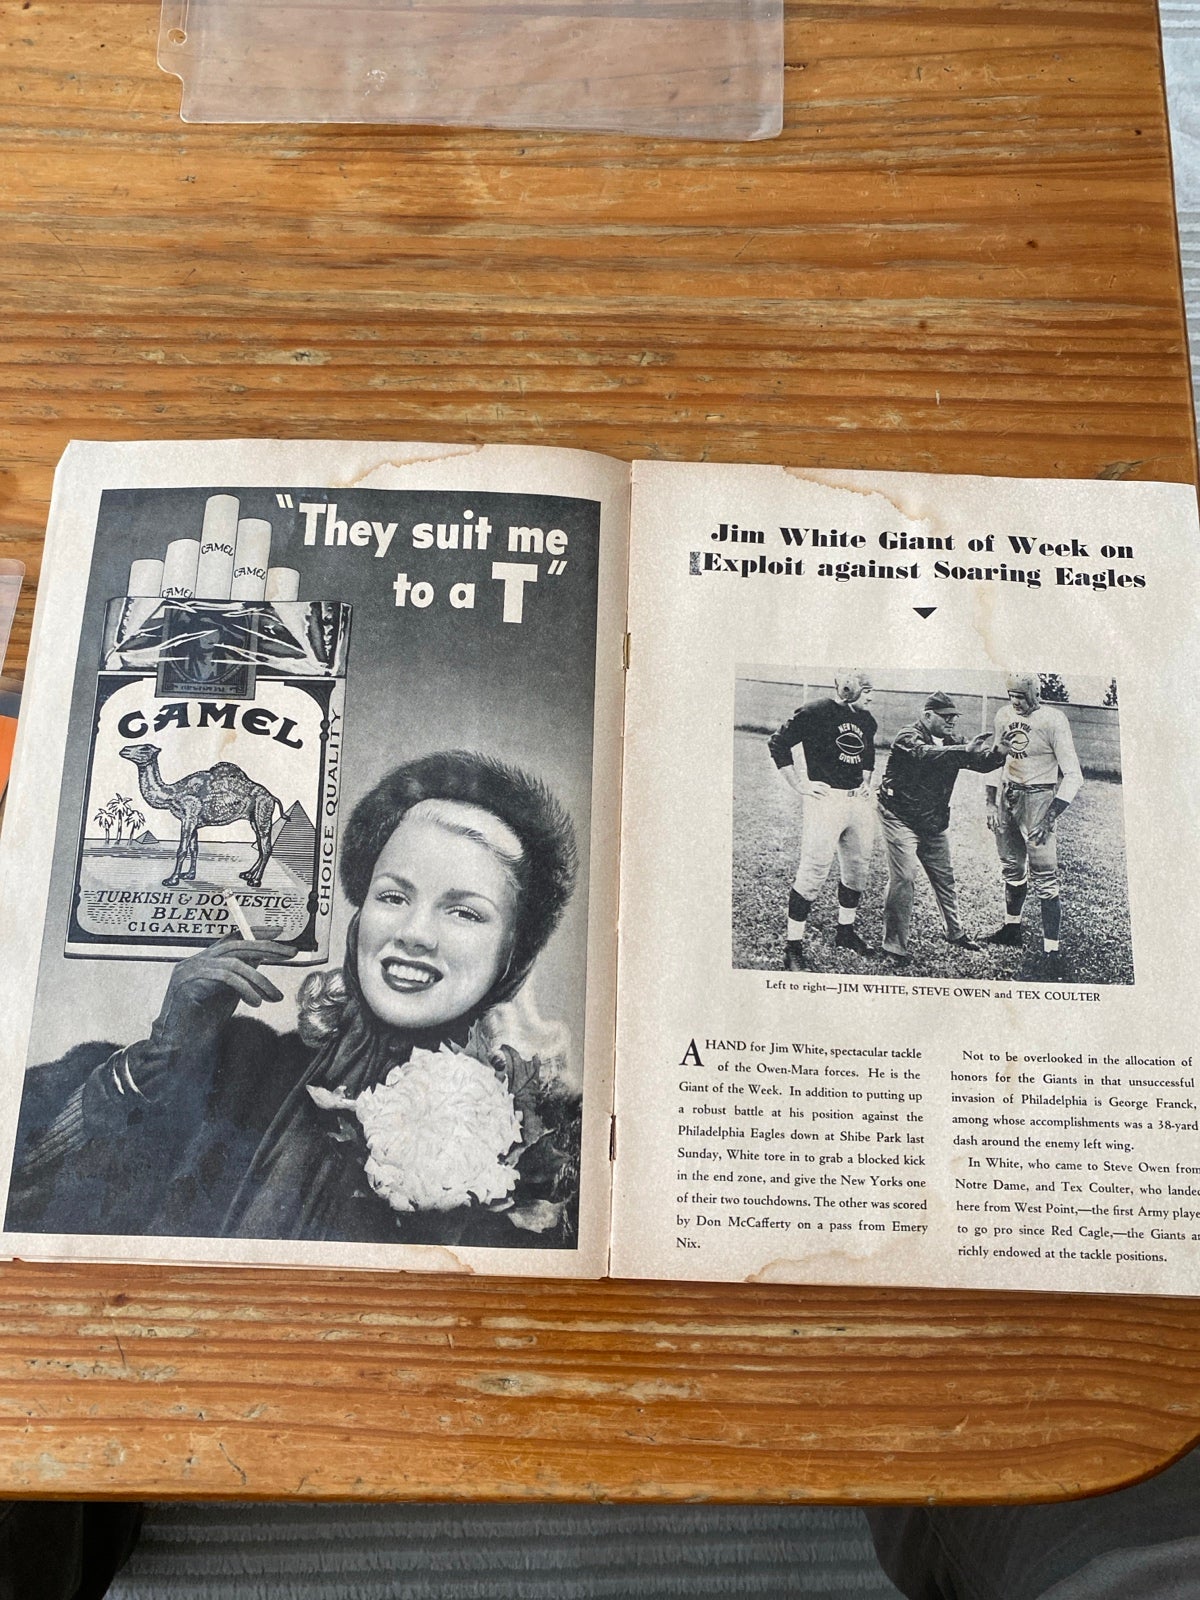 "They suit me
to a T"
CAMEL
CAMEL
CAMEL
CAMEL
CHOICE QUALITY
TURKISH & DOMESTIC
BLEND
CIGARETTE
Jim White Giant of Week on
Exploit against Soaring Eagles
NEW YORK
GIANTS
NEW YORK
Left to right—JIM WHITE, STEVE OWEN and TEX COULTER
A HAND for Jim White, spectacular tackle
of the Owen-Mara forces. He is the
Giant of the Week. In addition to putting up
a robust battle at his position against the
Philadelphia Eagles down at Shibe Park last
Sunday, White tore in to grab a blocked kick
in the end zone, and give the New Yorks one
of their two touchdowns. The other was scored
by Don McCafferty on a pass from Emery
Nix.
Not to be overlooked in the allocation of
honors for the Giants in that unsuccessful
invasion of Philadelphia is George Franck,
among whose accomplishments was a 38-yard
dash around the enemy left wing.
In White, who came to Steve Owen from
Notre Dame, and Tex Coulter, who landed
here from West Point,—the first Army playe
to go pro since Red Cagle,—the Giants a
richly endowed at the tackle positions.